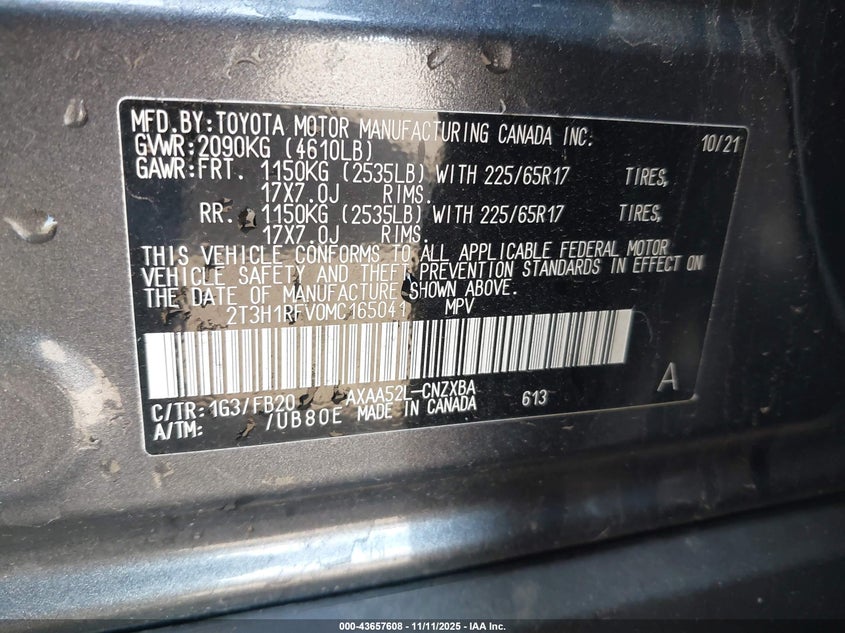 MFD.BY:TOYOTA MOTOR MANUFACTURING CANADA INC. 10/21
GVWR:2090KG (4610LB)
GAWR:FRT. 1150KG (2535LB) WITH 225/65R17 TIRES,
17X7.0J RIMS.
RR. 1150KG (2535LB) WITH 225/65R17 TIRES,
17X7.0J RIMS.
THIS VEHICLE CONFORMS TO ALL APPLICABLE FEDERAL MOTOR
VEHICLE SAFETY AND THEFT PREVENTION STANDARDS IN EFFECT ON
THE DATE OF MANUFACTURE SHOWN ABOVE.
2T3H1RFV0MC165041 MPV
A
C/TR:1G3/FB20 AXAA52L-CNZXBA 613
A/TM: /UB80E MADE IN CANADA
000-43657608 - 11/11/2025 - IAA Inc.